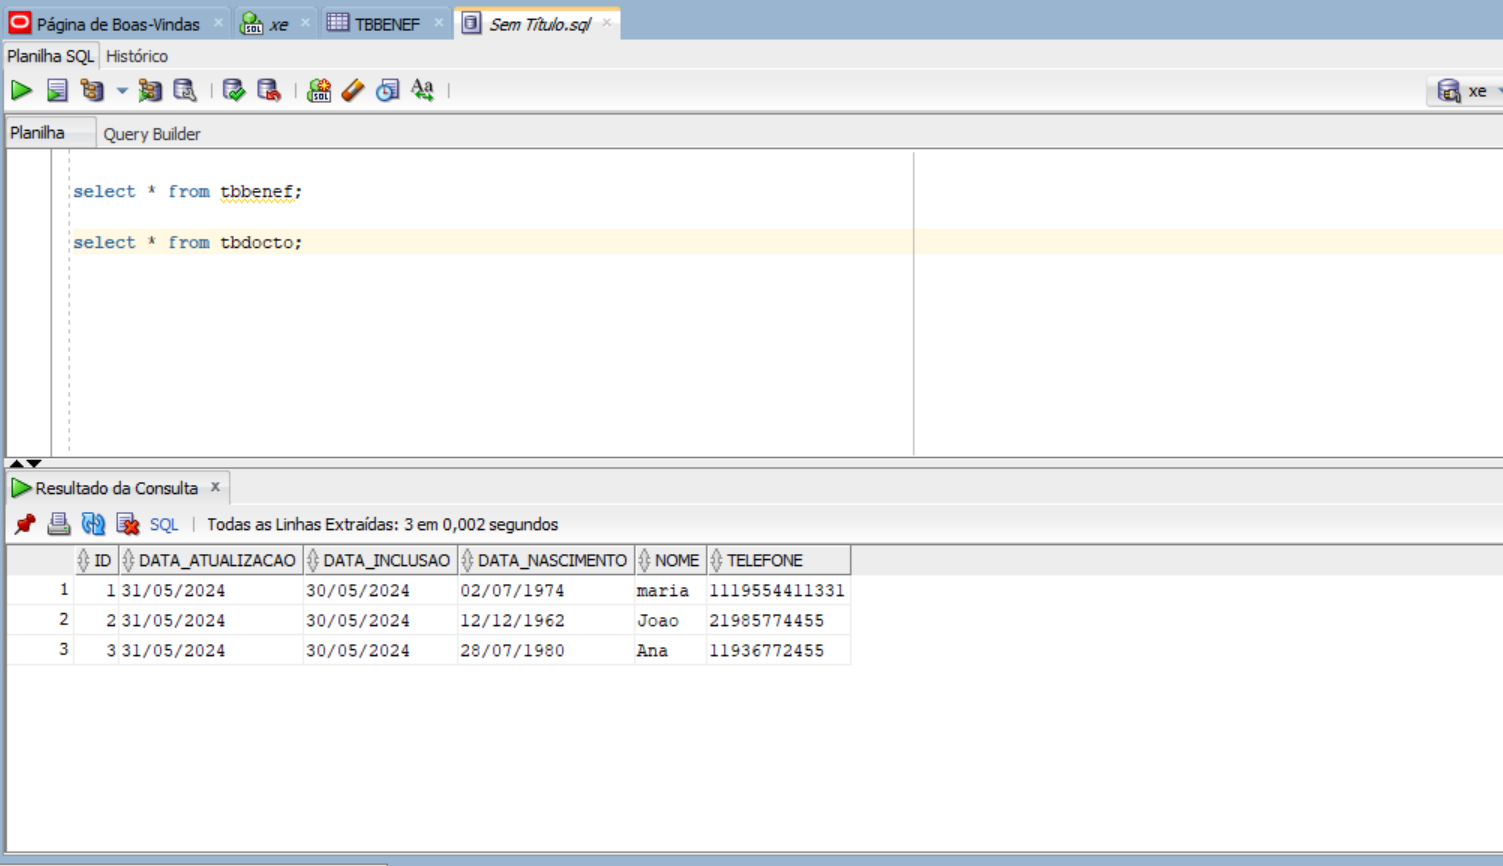 Página de Boas-Vindas xe TBBENEF Sem Título.sql
Planilha SQL Histórico
xe
Planilha Query Builder
select * from tbbenef;
select * from tbdocto;
Resultado da Consulta x
SQL Todas as Linhas Extraídas: 3 em 0,002 segundos
ID DATA_ATUALIZACAO DATA_INCLUSAO DATA_NASCIMENTO NOME TELEFONE
1 1 31/05/2024 30/05/2024 02/07/1974 maria 1119554411331
2 2 31/05/2024 30/05/2024 12/12/1962 Joao 21985774455
3 3 31/05/2024 30/05/2024 28/07/1980 Ana 11936772455